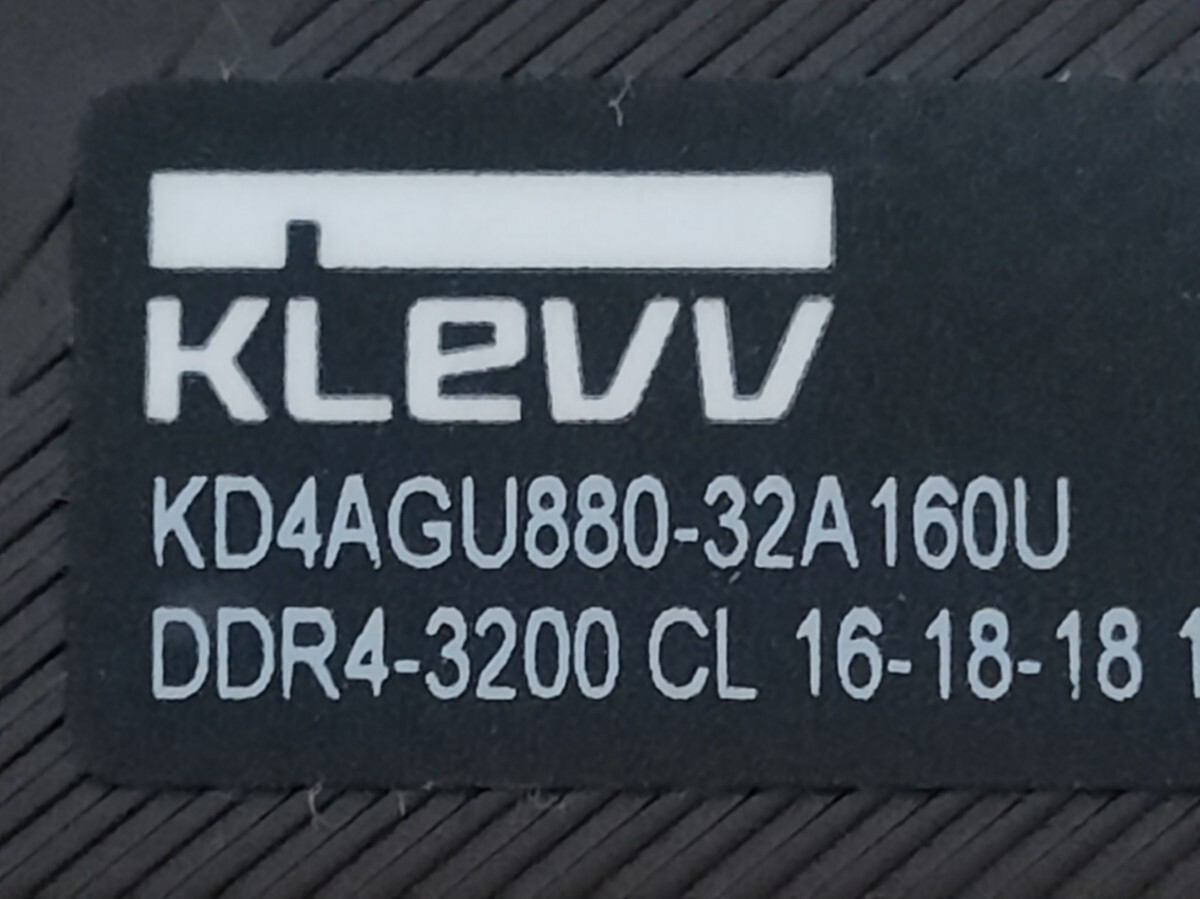 KLevv
KD4AGU880-32A160U
DDR4-3200 CL 16-18-18